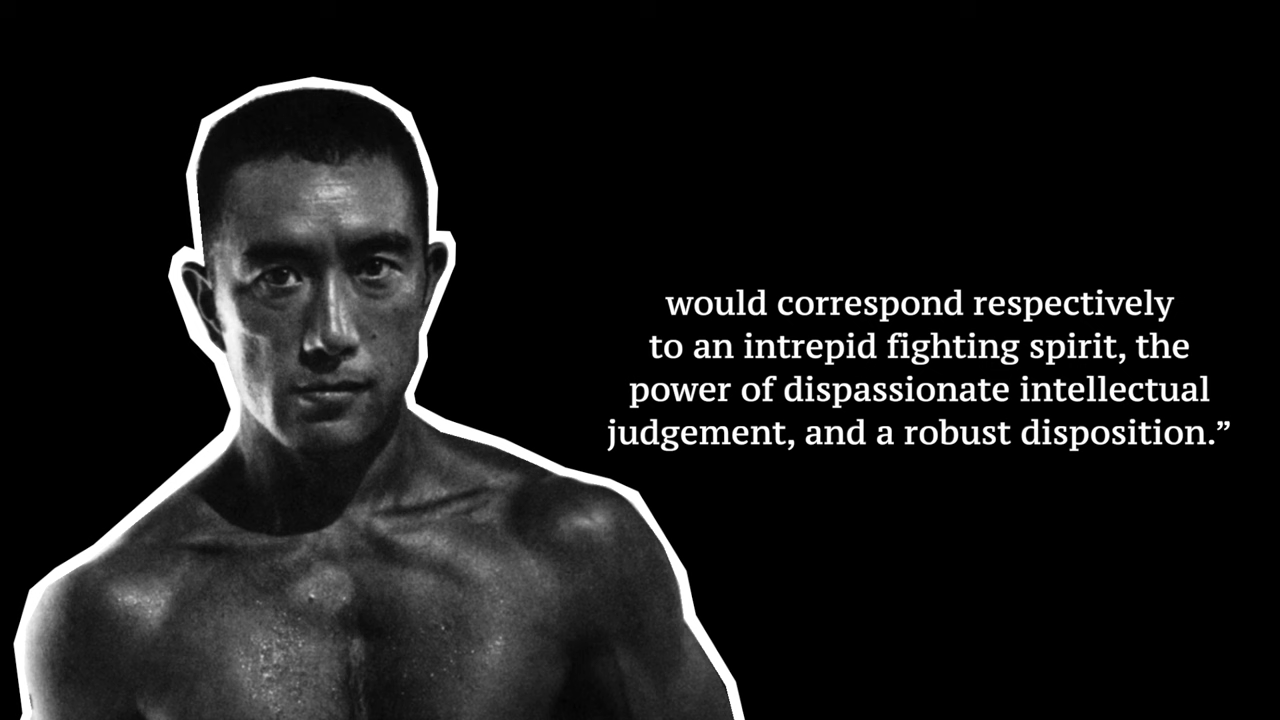 would correspond respectively
to an intrepid fighting spirit, the
power of dispassionate intellectual
judgement, and a robust disposition.”